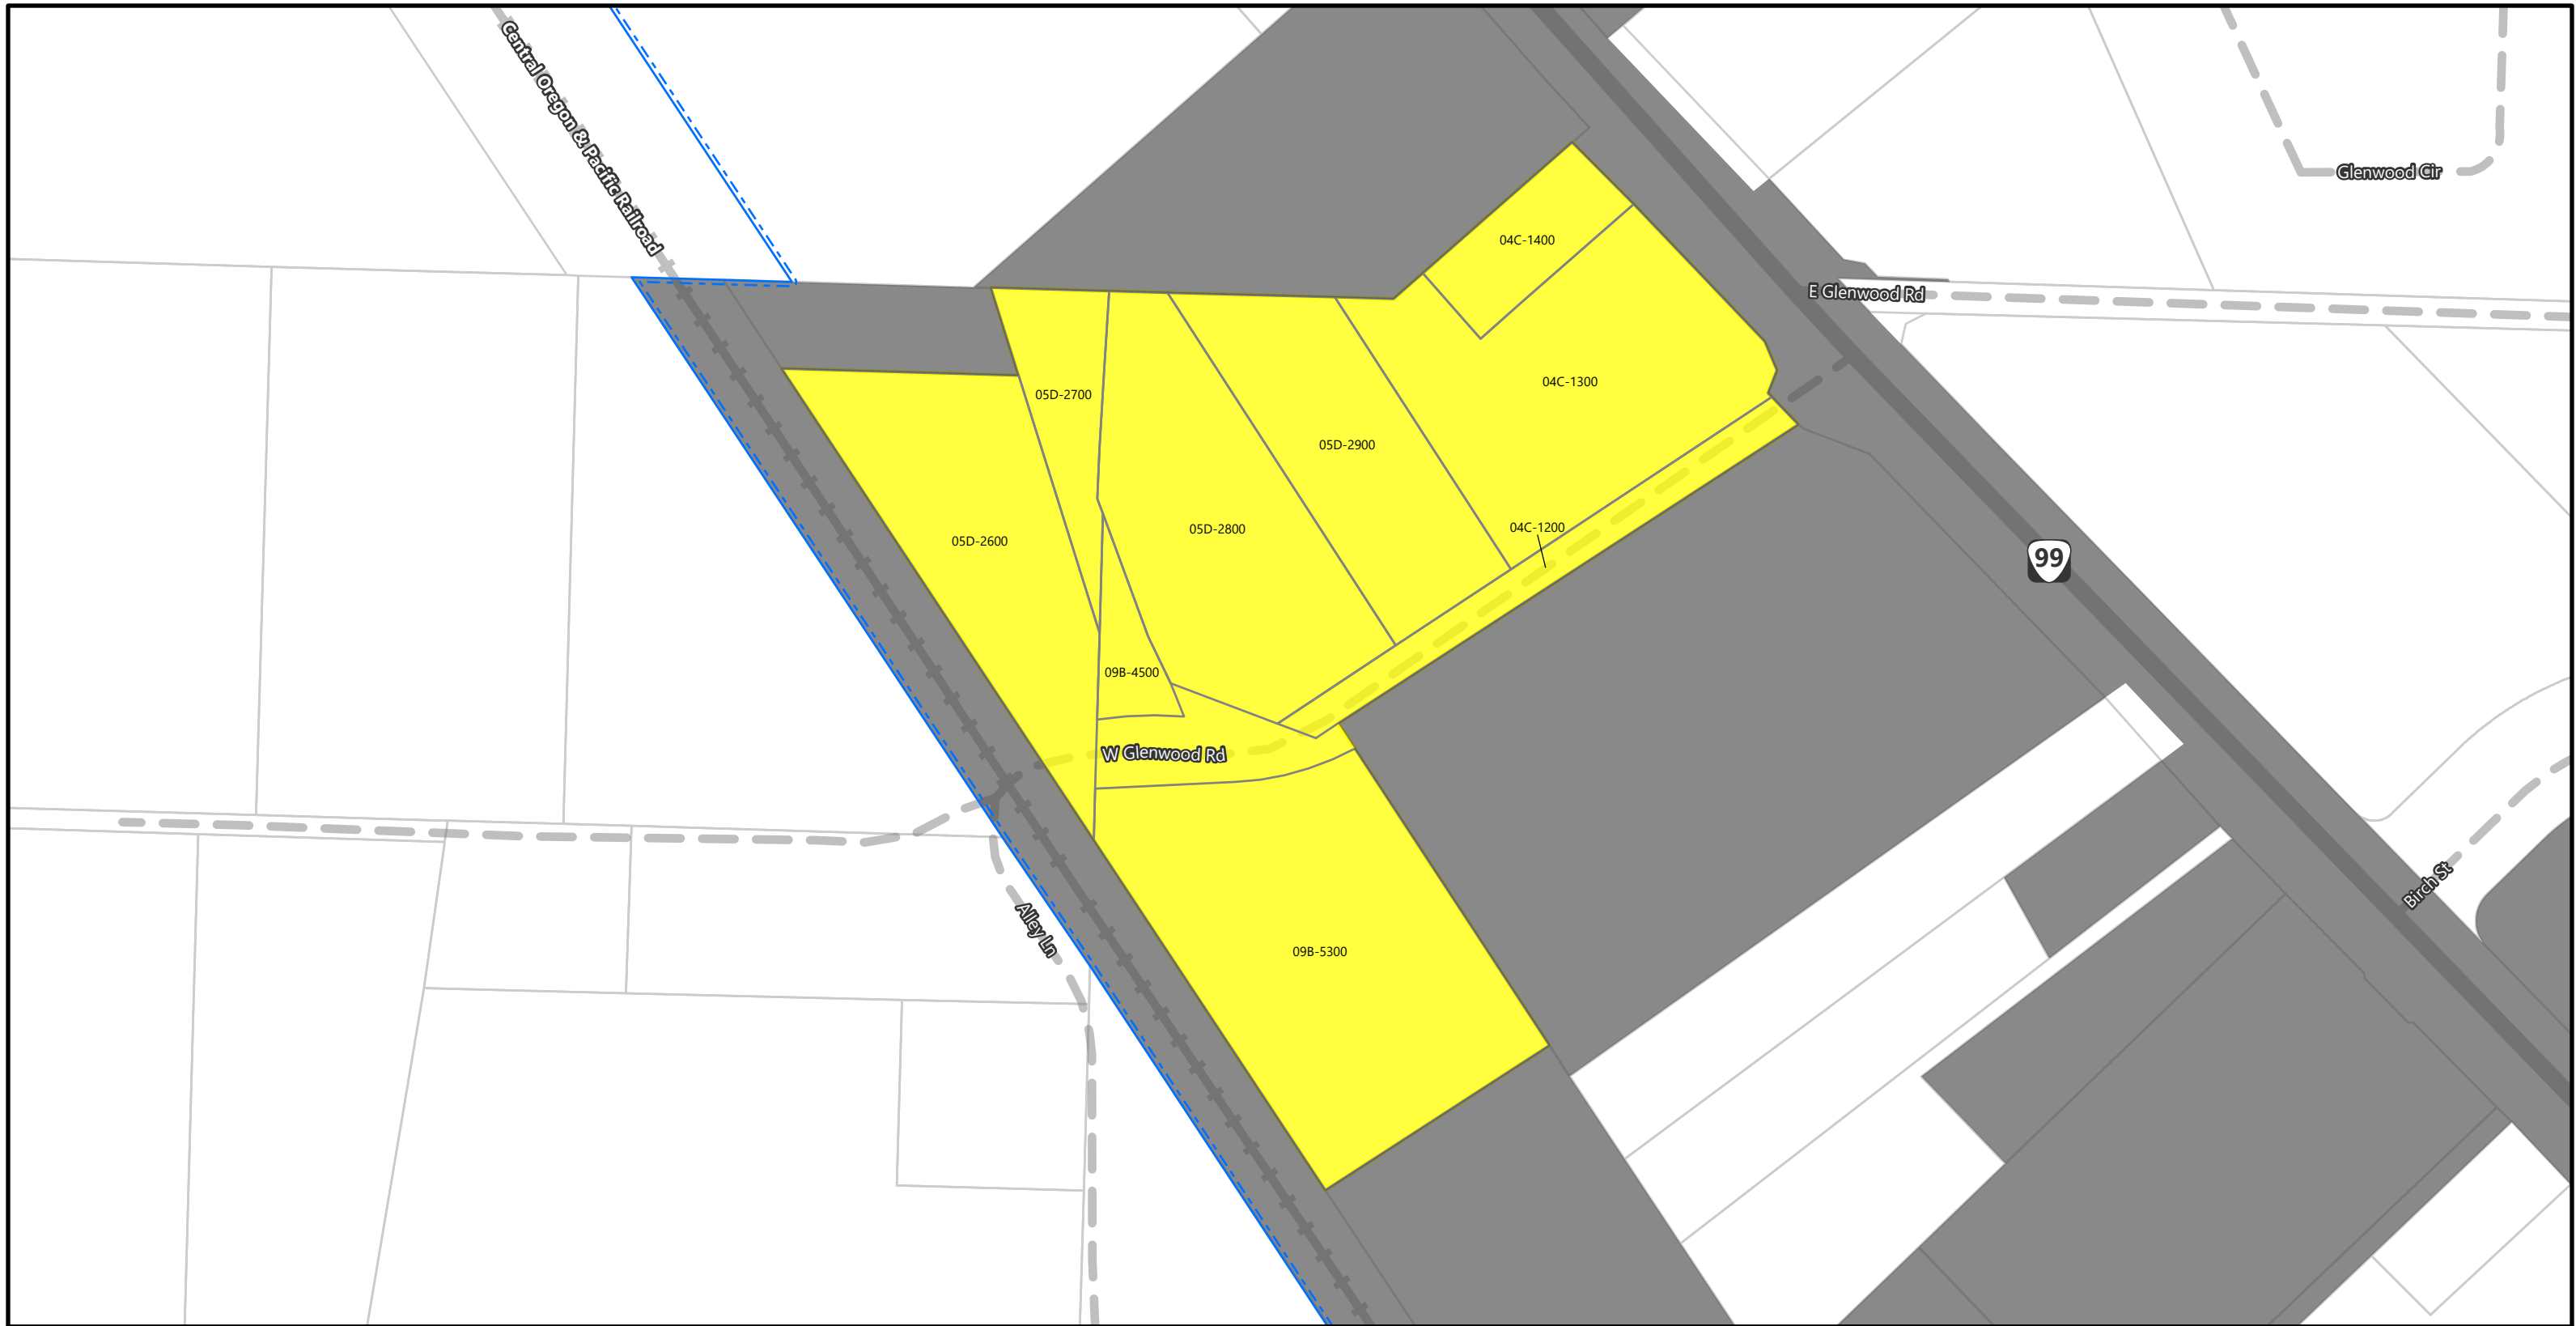 Central Oregon & Pacific Railroad
Glenwood Cir
04C-1400
E Glenwood Rd
04C-1300
05D-2700
05D-2900
04C-1200
05D-2800
05D-2600
99
09B-4500
W Glenwood Rd
Birch St
Alley Ln
09B-5300